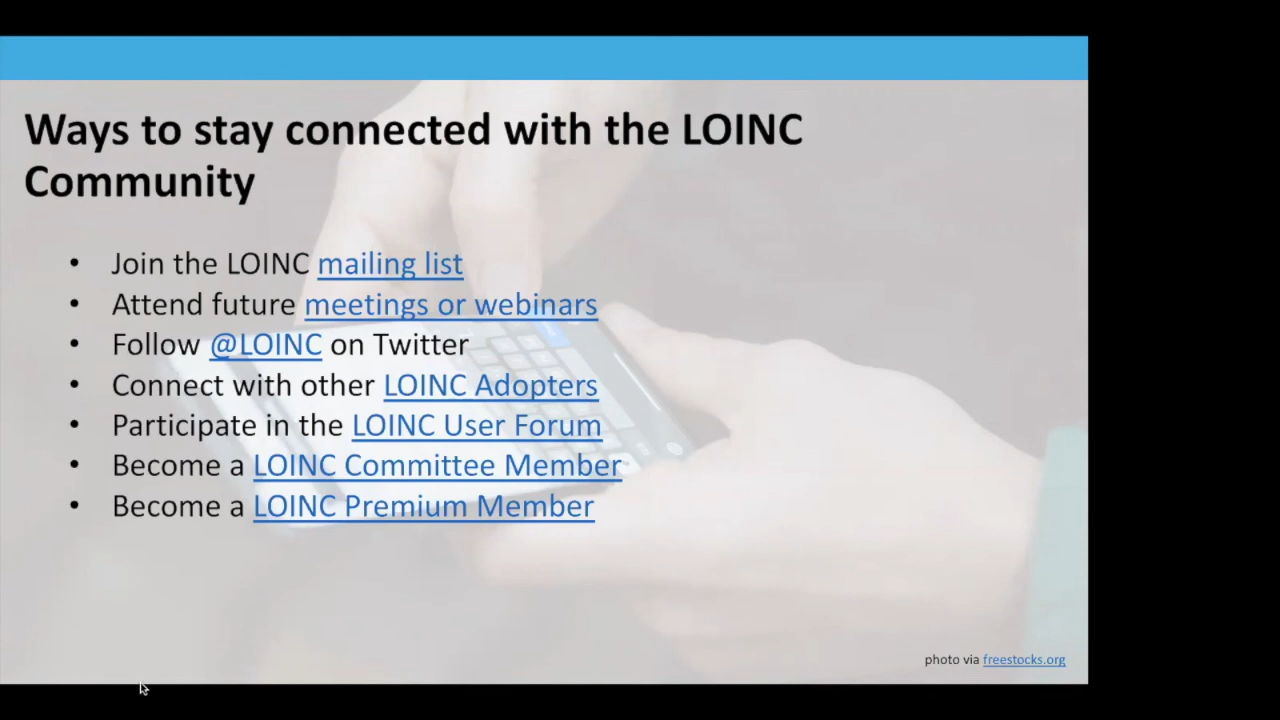 Ways to stay connected with the LOINC
Community
• Join the LOINC mailing list
• Attend future meetings or webinars
• Follow @LOINC on Twitter
• Connect with other LOINC Adopters
• Participate in the LOINC User Forum
• Become a LOINC Committee Member
• Become a LOINC Premium Member
photo via freestocks.org